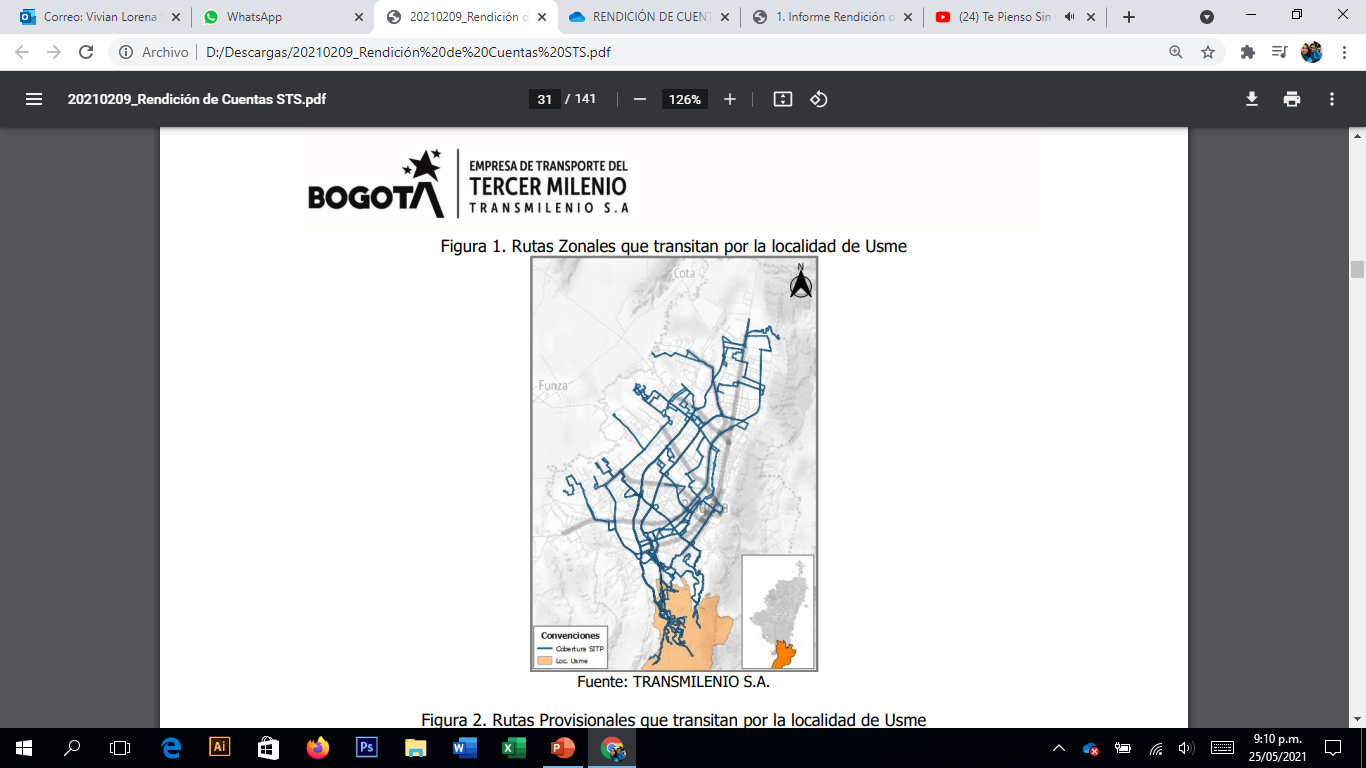 Correo: Vivian Lorena
WhatsApp
20210209_Rendición d
RENDICIÓN DE CUENT
1. Informe Rendición d
(24) Te Pienso Sin
Archivo
D:/Descargas/20210209_Rendición%20de%20Cuentas%20STS.pdf
20210209_Rendición de Cuentas STS.pdf
31 / 141
126%
BOGOTA
EMPRESA DE TRANSPORTE DEL
TERCER MILENIO
TRANSMILENIO S.A
Figura 1. Rutas Zonales que transitan por la localidad de Usme
Cota
N
Funza
Convenciones
Cobertura SITP
Loc. Usme
Fuente: TRANSMILENIO S.A.
Figura 2. Rutas Provisionales que transitan por la localidad de Usme
Ai
Ps
9:10 p.m.
25/05/2021